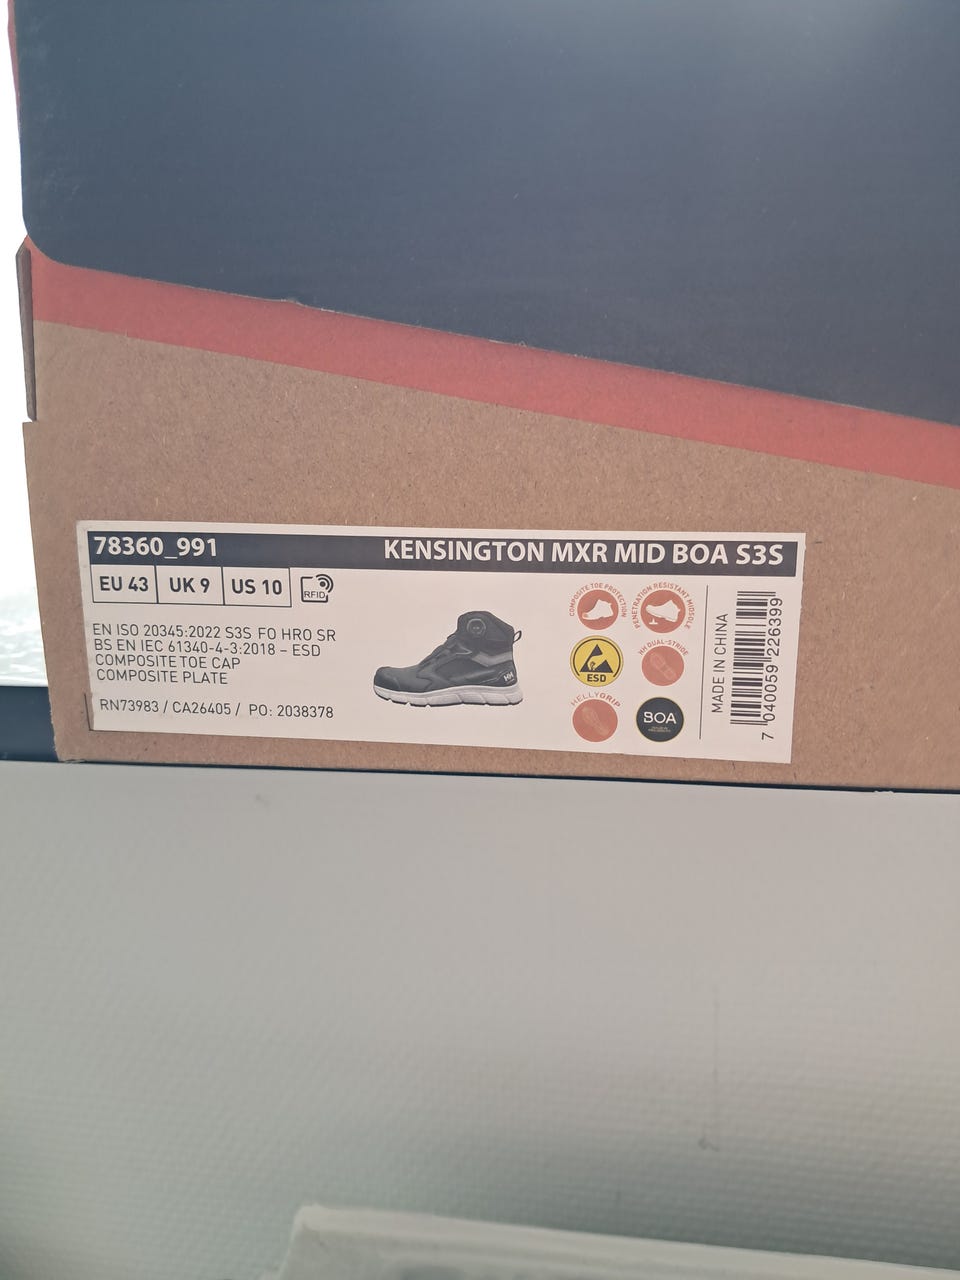 78360_991 KENSINGTON MXR MID BOA S3S
EU 43 UK 9 US 10 RFID
EN ISO 20345:2022 S3S FO HRO SR
BS EN IEC 61340-4-3:2018 – ESD
COMPOSITE TOE CAP
COMPOSITE PLATE
RN73983 / CA26405 / PO: 2038378
HH
COMPOSITE TOE PROTECTION
PENETRATION RESISTANT MIDSOLE
ESD
HH DUAL-STRIDE
HELLYGRIP
BOA
MADE IN CHINA
7 040059 226399